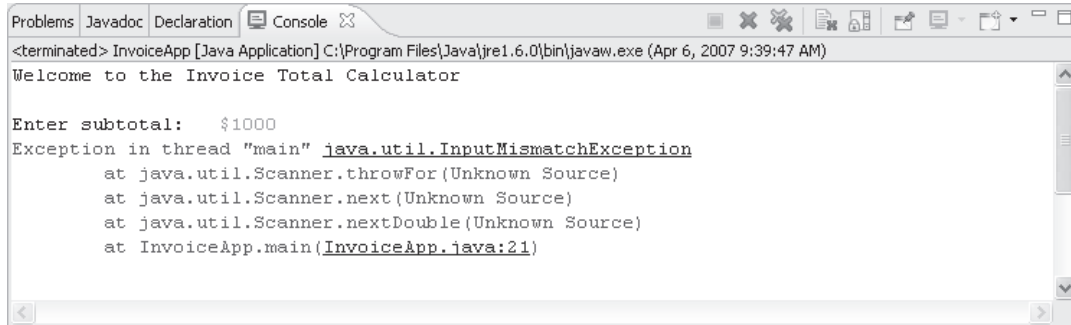 Problems Javadoc Declaration Console
<terminated> InvoiceApp [Java Application] C:\Program Files\Java\jre1.6.0\bin\javaw.exe (Apr 6, 2007 9:39:47 AM)
Welcome to the Invoice Total Calculator
Enter subtotal:   $1000
Exception in thread "main" java.util.InputMismatchException
        at java.util.Scanner.throwFor(Unknown Source)
        at java.util.Scanner.next(Unknown Source)
        at java.util.Scanner.nextDouble(Unknown Source)
        at InvoiceApp.main(InvoiceApp.java:21)